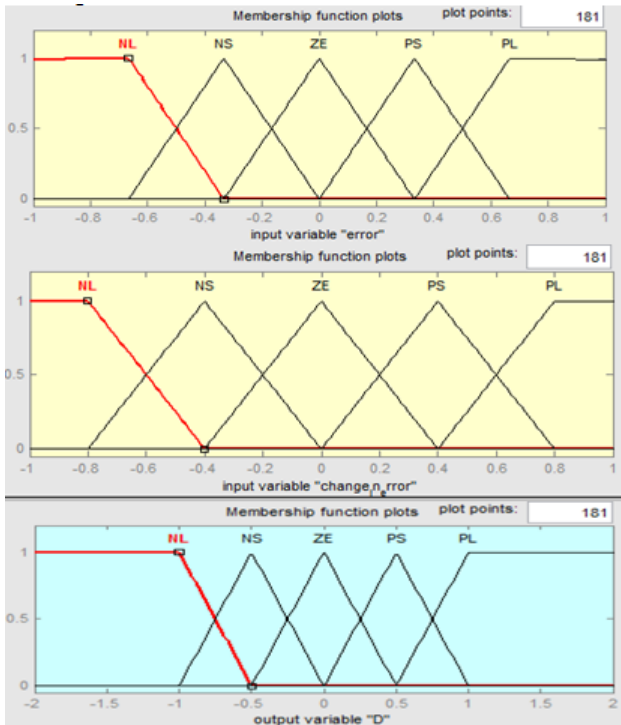 Membership function plots plot points: 181
NL NS ZE PS PL
1
0.5
0
-1 -0.8 -0.6 -0.4 -0.2 0 0.2 0.4 0.6 0.8 1
input variable "error"
Membership function plots plot points: 181
NL NS ZE PS PL
1
0.5
0
-1 -0.8 -0.6 -0.4 -0.2 0 0.2 0.4 0.6 0.8 1
input variable "change_in_error"
Membership function plots plot points: 181
NL NS ZE PS PL
1
0.5
0
-2 -1.5 -1 -0.5 0 0.5 1 1.5 2
output variable "D"